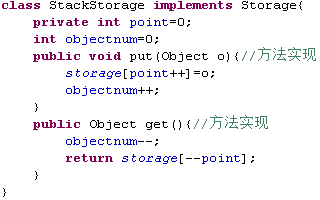 class StackStorage implements Storage{
    private int point=0;
    int objectnum=0;
    public void put(Object o){//方法实现
        storage[point++]=o;
        objectnum++;
    }
    public Object get(){//方法实现
        objectnum--;
        return storage[--point];
    }
}